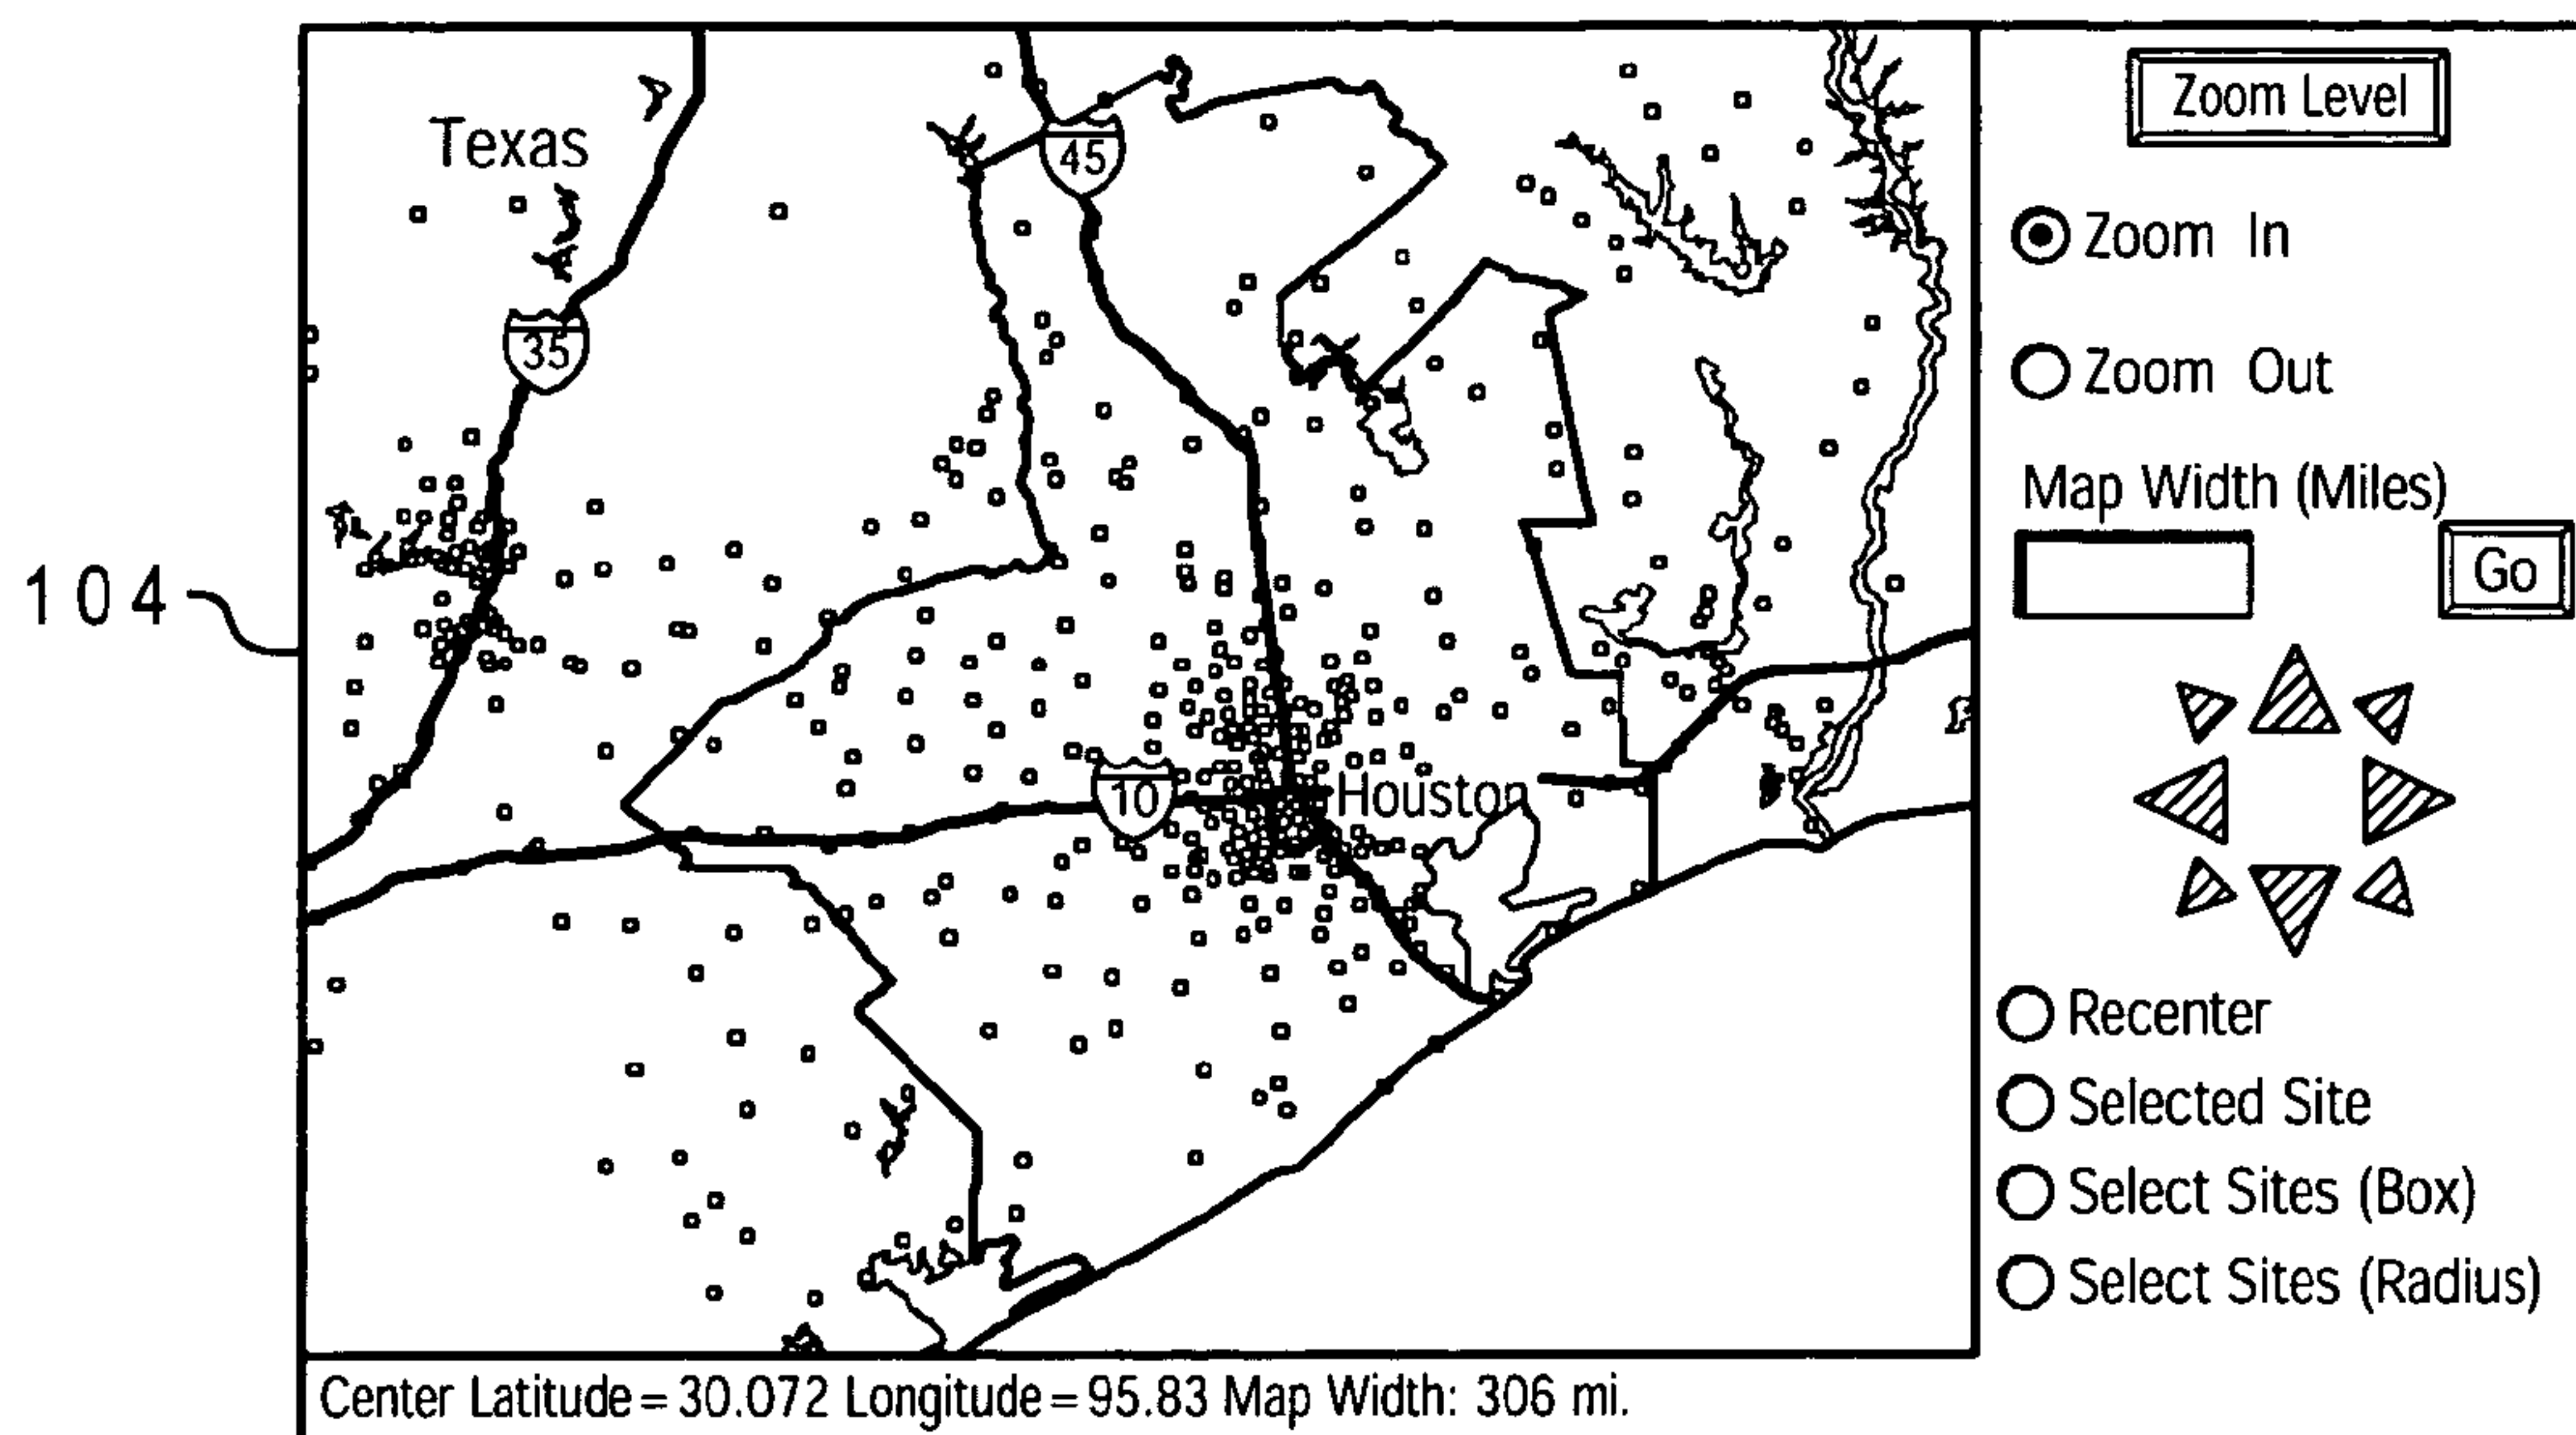 Texas
45
35
10
Houston
104
Center Latitude = 30.072 Longitude = 95.83 Map Width: 306 mi.
Zoom Level
Zoom In
Zoom Out
Map Width (Miles)
Go
Recenter
Selected Site
Select Sites (Box)
Select Sites (Radius)